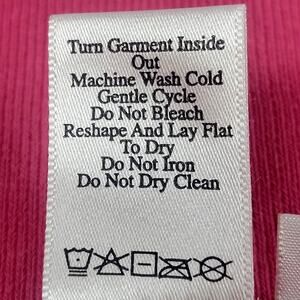 Turn Garment Inside
Out
Machine Wash Cold
Gentle Cycle
Do Not Bleach
Reshape And Lay Flat
To Dry
Do Not Iron
Do Not Dry Clean